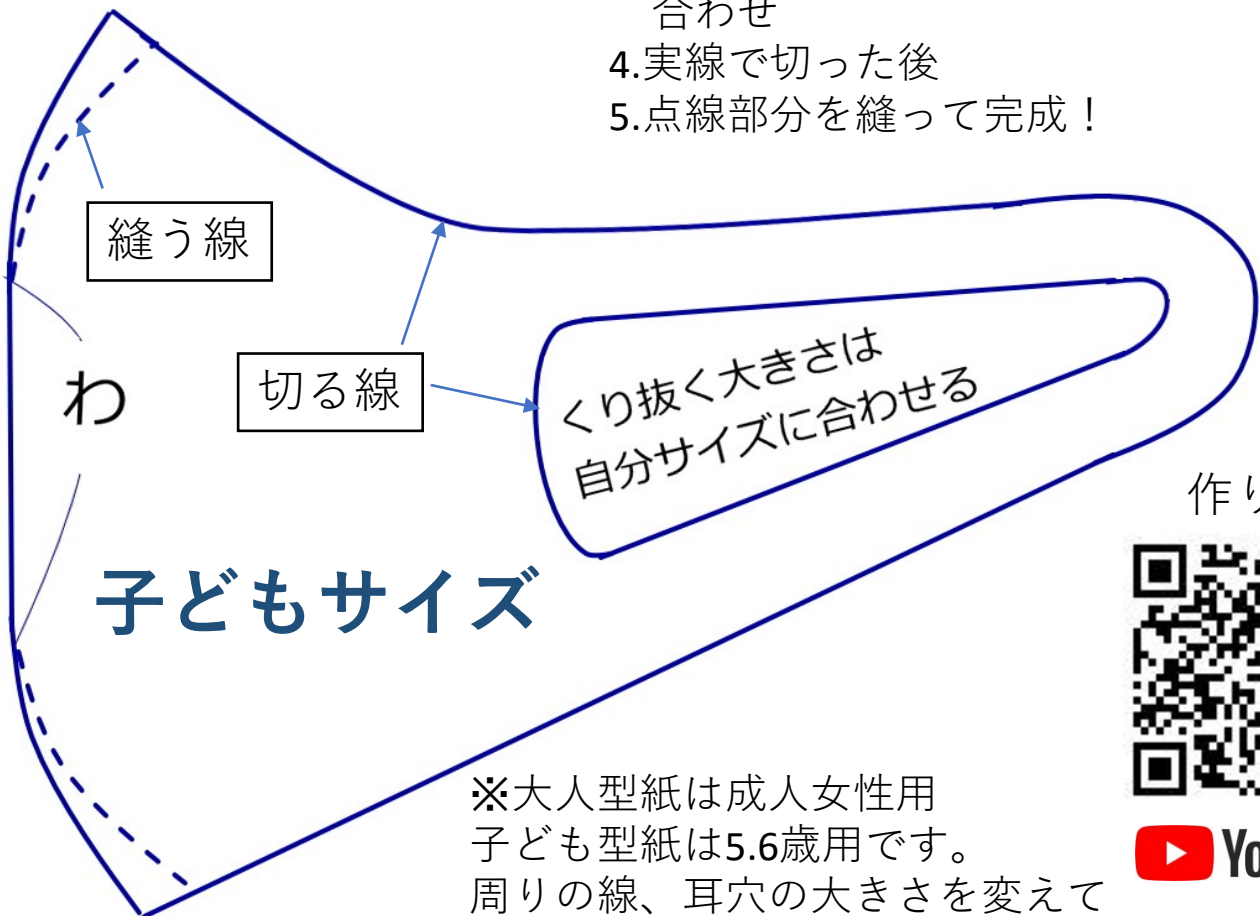 合わせ
4.実線で切った後
5.点線部分を縫って完成！
縫う線
切る線
わ
くり抜く大きさは
自分サイズに合わせる
子どもサイズ
作り
※大人型紙は成人女性用
子ども型紙は5.6歳用です。
周りの線、耳穴の大きさを変えて
Yo